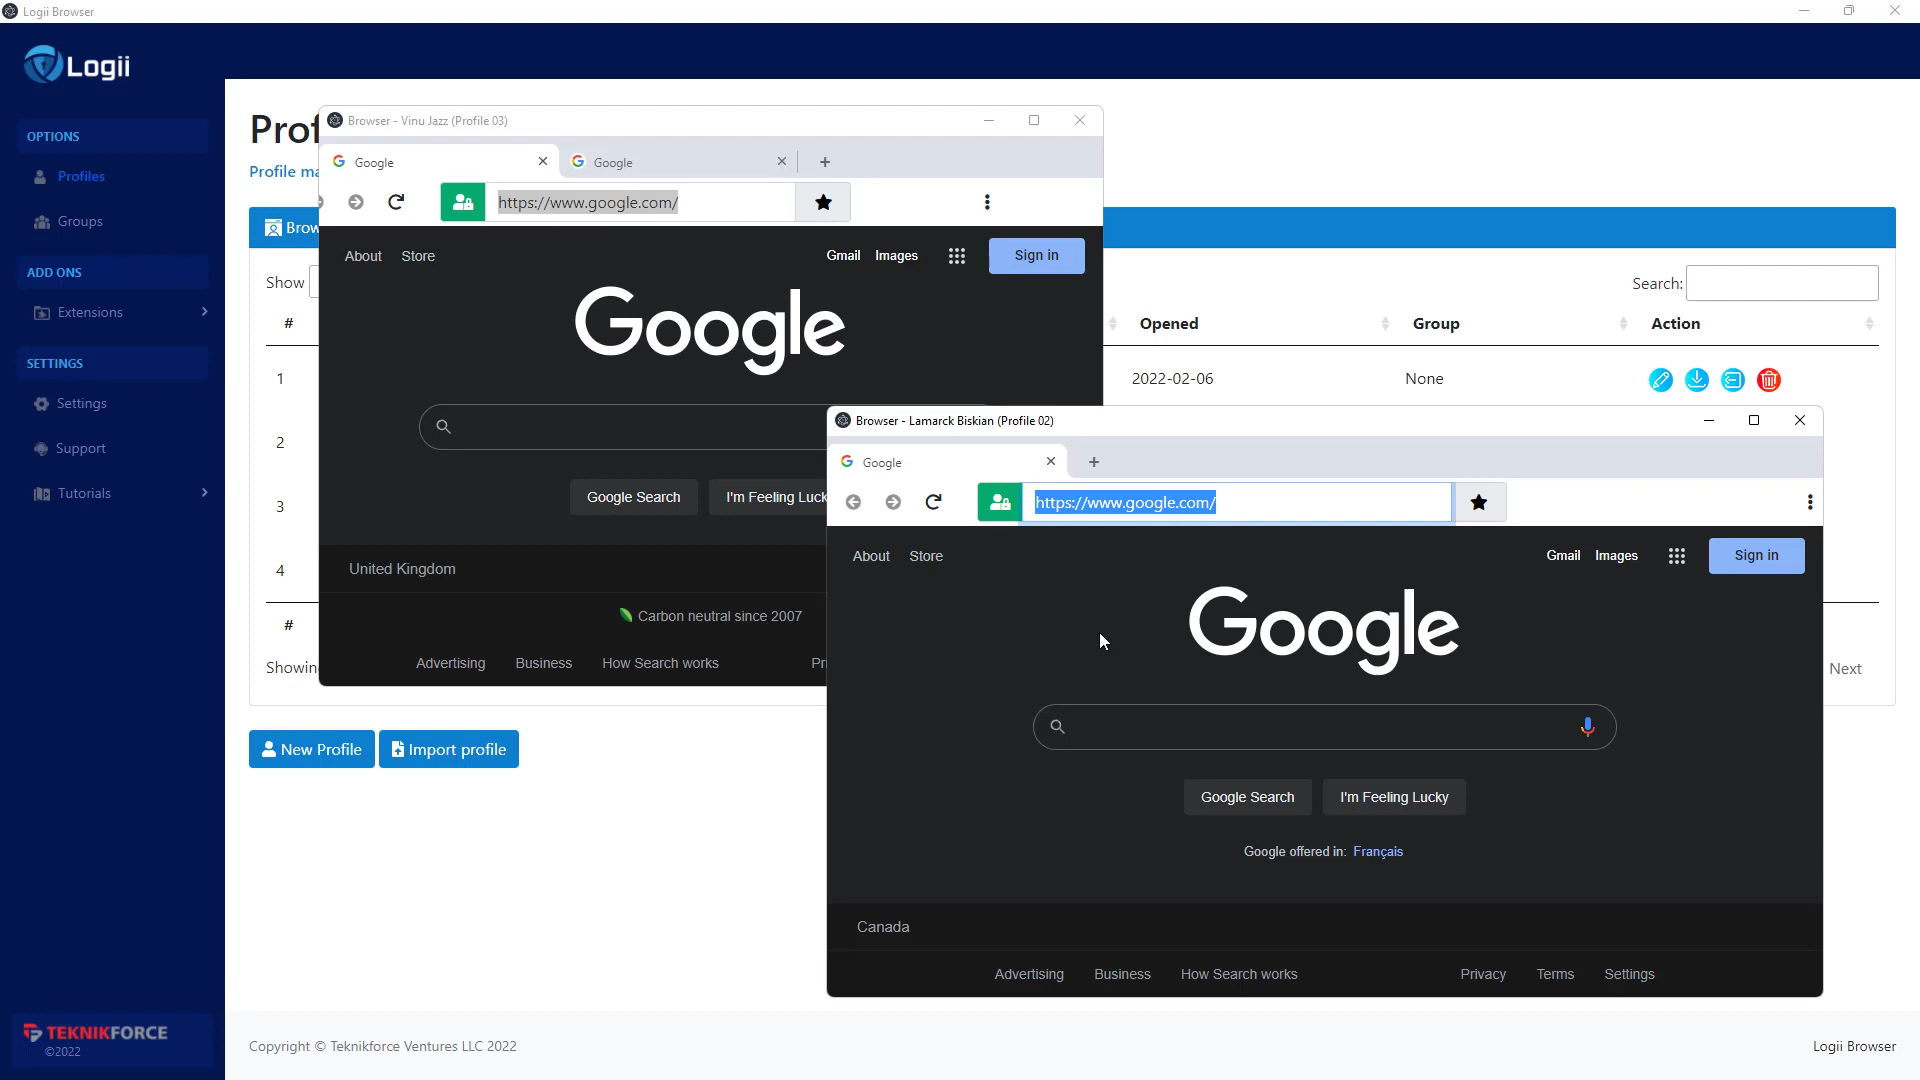 Logii Browser
Logii
OPTIONS
Profiles
Groups
ADD ONS
Extensions
SETTINGS
Settings
Support
Tutorials
TEKNIKFORCE
©2022
Prof
Profile ma
Brow
Show
Search:
#
Opened
Group
Action
1
2022-02-06
None
2
3
4
#
Showin
Next
New Profile
Import profile
Browser - Vinu Jazz (Profile 03)
Google
Google
https://www.google.com/
About
Store
Gmail
Images
Sign in
Google
Google Search
I'm Feeling Luck
United Kingdom
Carbon neutral since 2007
Advertising
Business
How Search works
Pr
Browser - Lamarck Biskian (Profile 02)
Google
https://www.google.com/
About
Store
Gmail
Images
Sign in
Google
Google Search
I'm Feeling Lucky
Google offered in: Français
Canada
Advertising
Business
How Search works
Privacy
Terms
Settings
Copyright © Teknikforce Ventures LLC 2022
Logii Browser